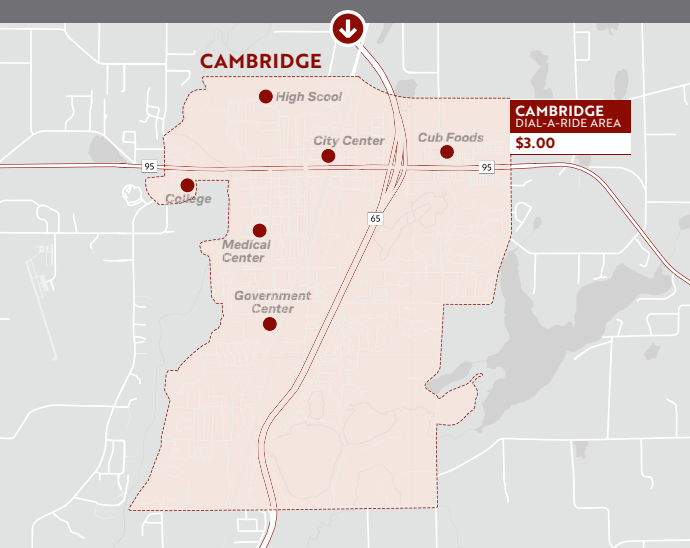 CAMBRIDGE
High Scool
CAMBRIDGE
DIAL-A-RIDE AREA
$3.00
City Center
Cub Foods
95
95
College
65
Medical
Center
Government
Center